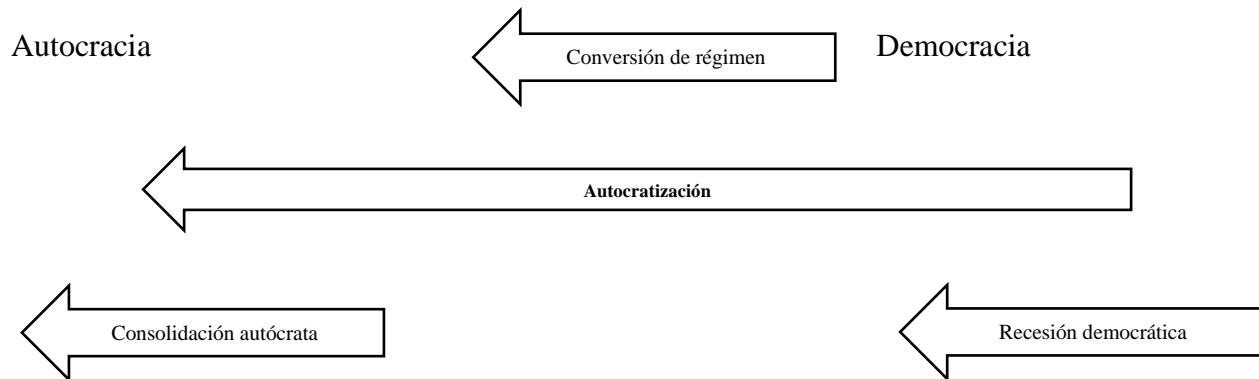 Autocracia
Conversión de régimen
Democracia
Autocratización
Consolidación autócrata
Recesión democrática